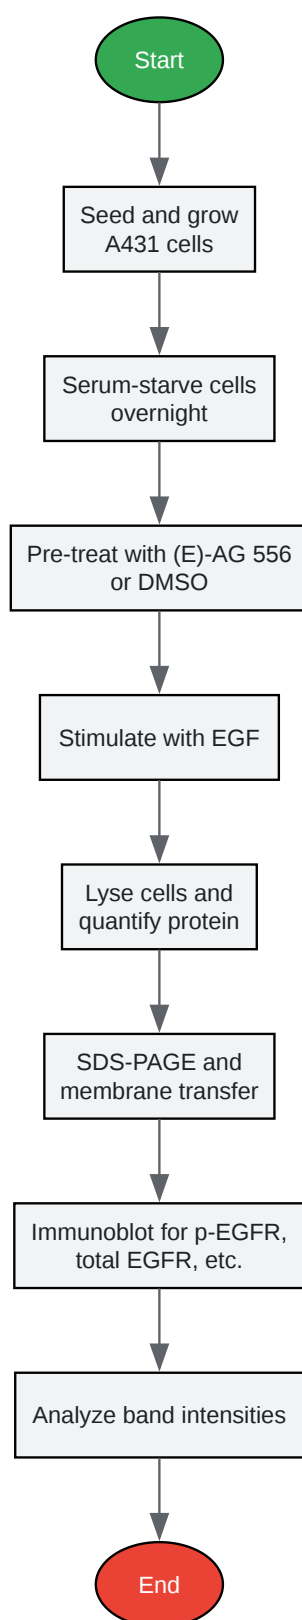 Start
Seed and grow
A431 cells
Serum-starve cells
overnight
Pre-treat with (E)-AG 556
or DMSO
Stimulate with EGF
Lyse cells and
quantify protein
SDS-PAGE and
membrane transfer
Immunoblot for p-EGFR,
total EGFR, etc.
Analyze band intensities
End